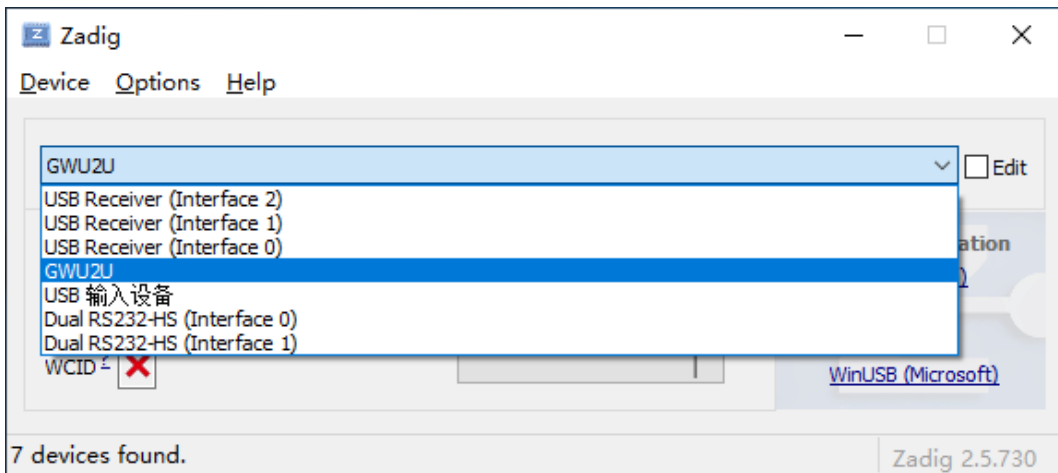 Zadig
Device Options Help
GWU2U Edit
USB Receiver (Interface 2)
USB Receiver (Interface 1)
USB Receiver (Interface 0)
GWU2U
USB 输入设备
Dual RS232-HS (Interface 0)
Dual RS232-HS (Interface 1)
ation
)
WCID ?
WinUSB (Microsoft)
7 devices found. Zadig 2.5.730